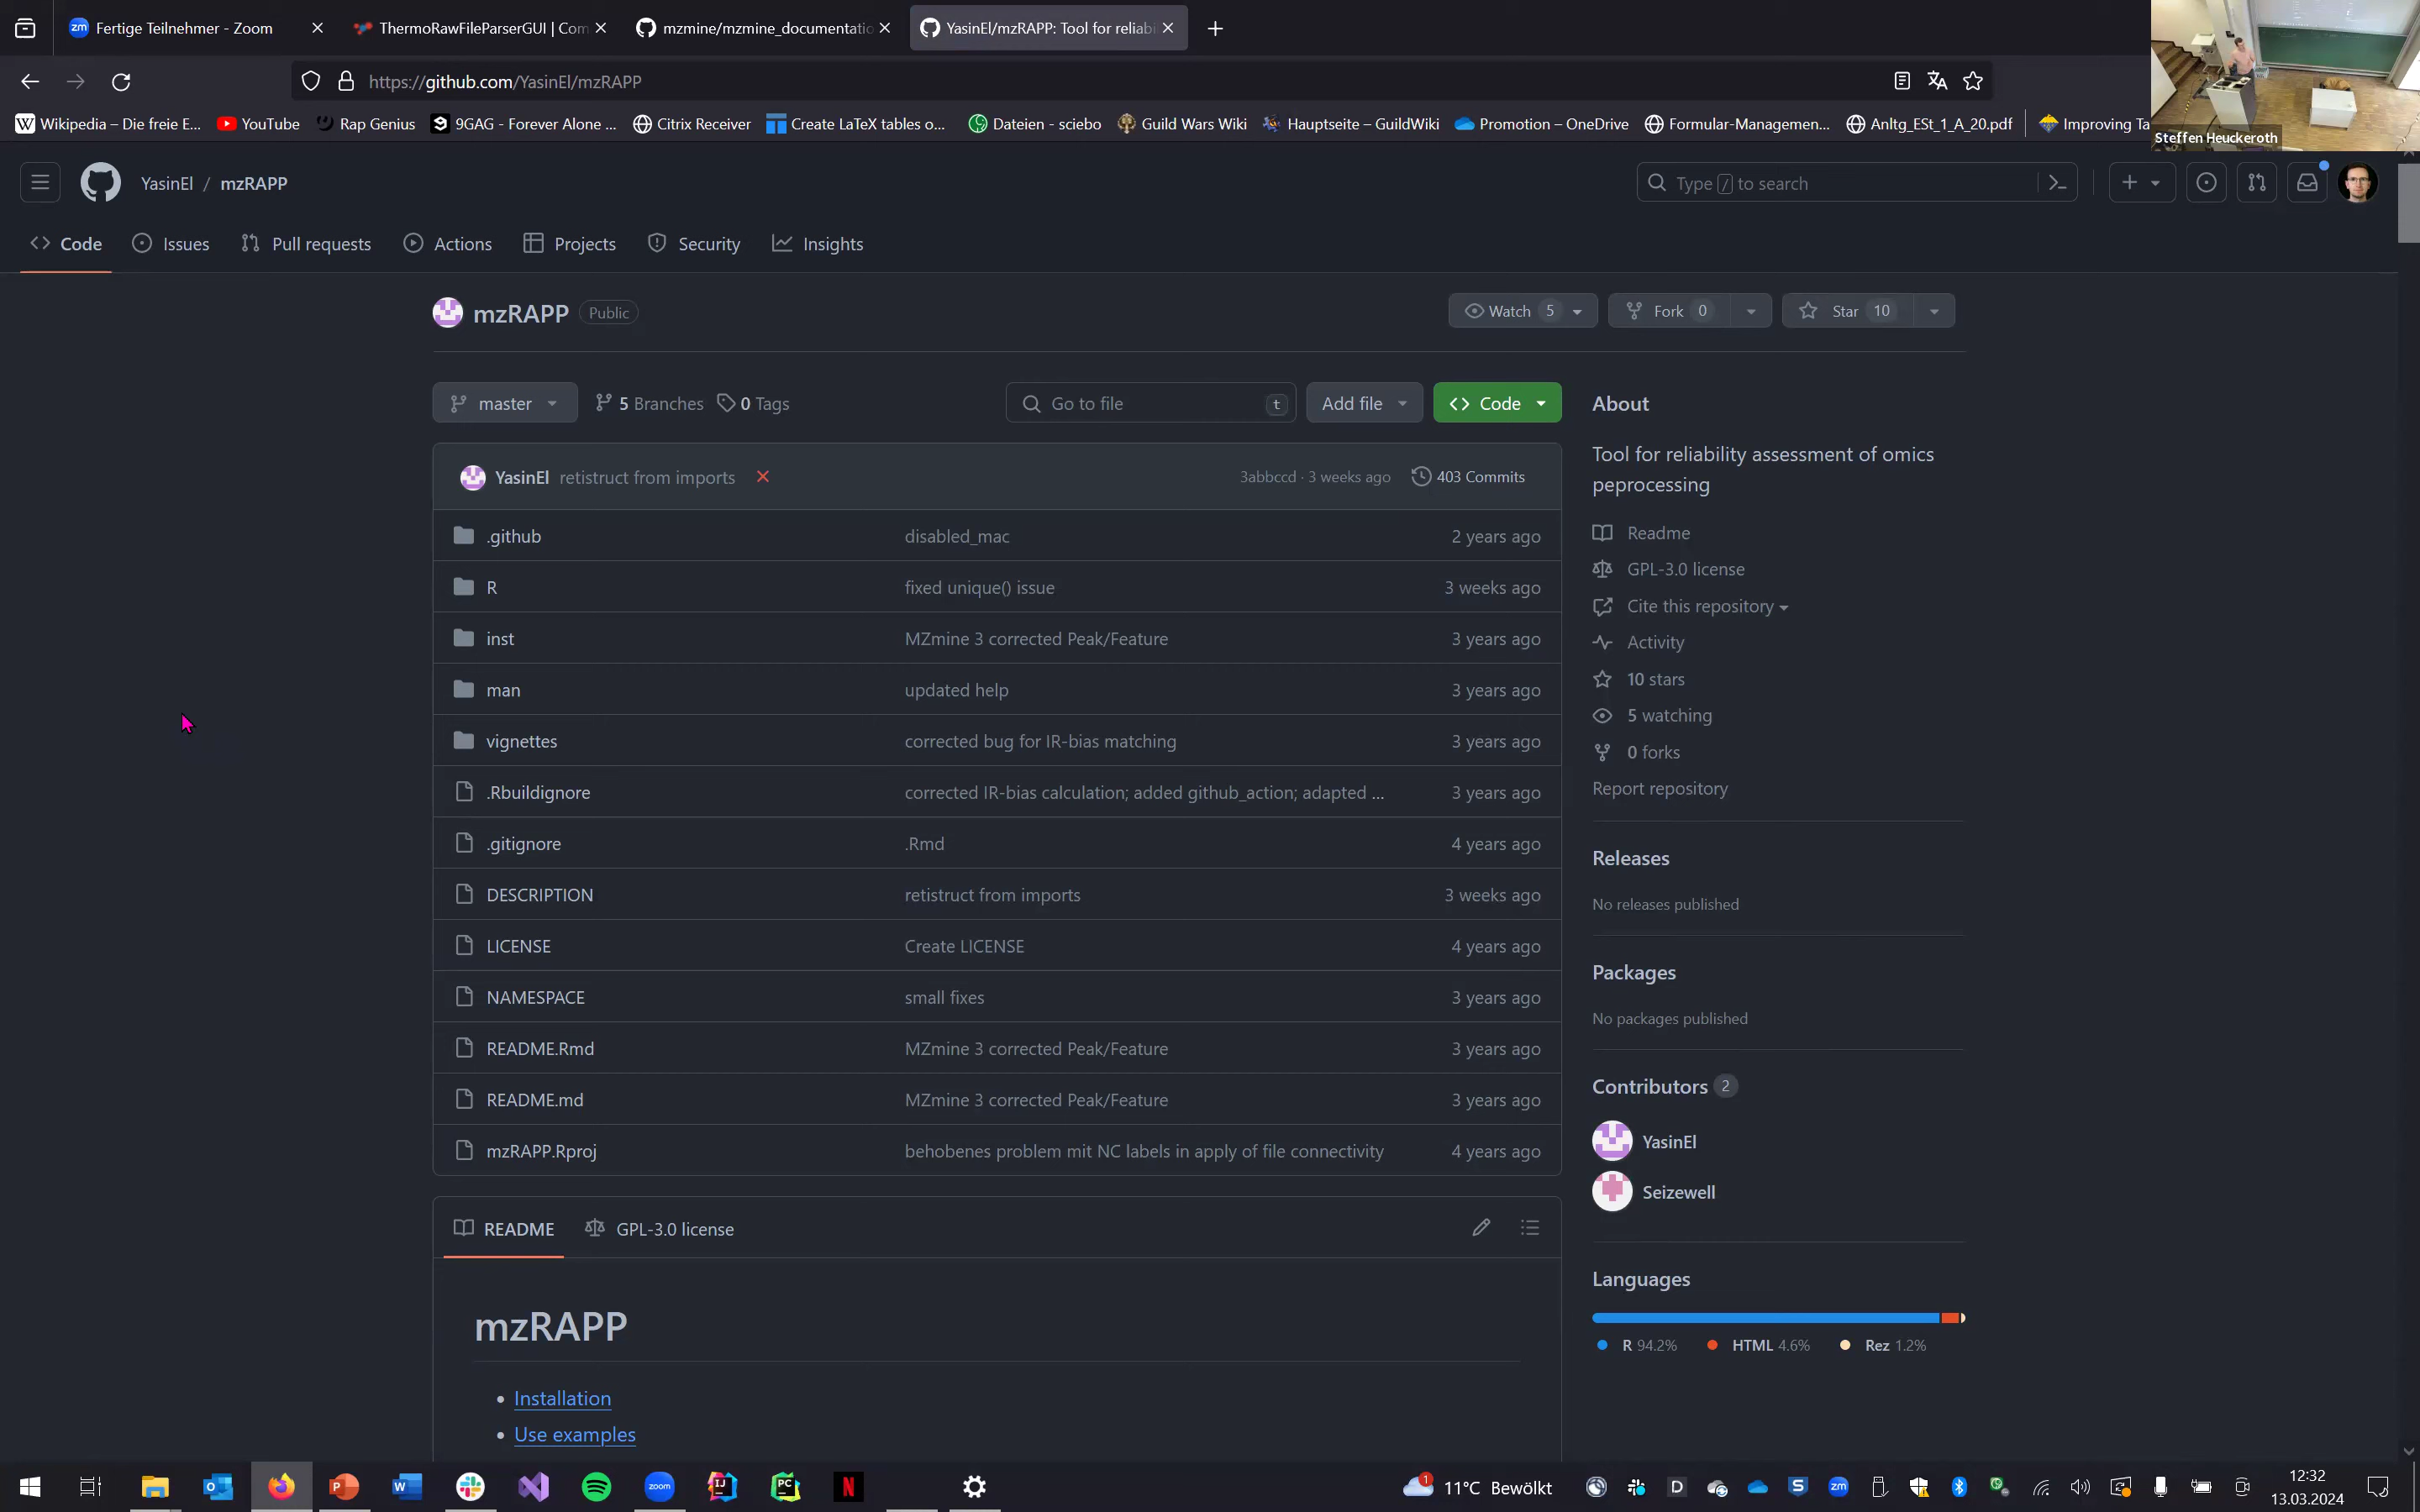 Fertige Teilnehmer - Zoom
ThermoRawFileParserGUI | Com
mzmine/mzmine_documentatio
YasinEl/mzRAPP: Tool for reliabi
https://github.com/YasinEl/mzRAPP
Wikipedia – Die freie E...
YouTube
Rap Genius
9GAG - Forever Alone ...
Citrix Receiver
Create LaTeX tables o...
Dateien - sciebo
Guild Wars Wiki
Hauptseite – GuildWiki
Promotion – OneDrive
Formular-Managemen...
Anltg_ESt_1_A_20.pdf
Improving Ta
Steffen Heuckeroth
YasinEl / mzRAPP
Type / to search
Code
Issues
Pull requests
Actions
Projects
Security
Insights
mzRAPP Public
Watch 5
Fork 0
Star 10
master
5 Branches
0 Tags
Go to file t
Add file
Code
YasinEl retistruct from imports
3abbccd · 3 weeks ago
403 Commits
.github disabled_mac 2 years ago
R fixed unique() issue 3 weeks ago
inst MZmine 3 corrected Peak/Feature 3 years ago
man updated help 3 years ago
vignettes corrected bug for IR-bias matching 3 years ago
.Rbuildignore corrected IR-bias calculation; added github_action; adapted ... 3 years ago
.gitignore .Rmd 4 years ago
DESCRIPTION retistruct from imports 3 weeks ago
LICENSE Create LICENSE 4 years ago
NAMESPACE small fixes 3 years ago
README.Rmd MZmine 3 corrected Peak/Feature 3 years ago
README.md MZmine 3 corrected Peak/Feature 3 years ago
mzRAPP.Rproj behobenes problem mit NC labels in apply of file connectivity 4 years ago
README
GPL-3.0 license
mzRAPP
Installation
Use examples
About
Tool for reliability assessment of omics
peprocessing
Readme
GPL-3.0 license
Cite this repository
Activity
10 stars
5 watching
0 forks
Report repository
Releases
No releases published
Packages
No packages published
Contributors 2
YasinEl
Seizewell
Languages
R 94.2% HTML 4.6% Rez 1.2%
1
11°C Bewölkt
12:32
13.03.2024